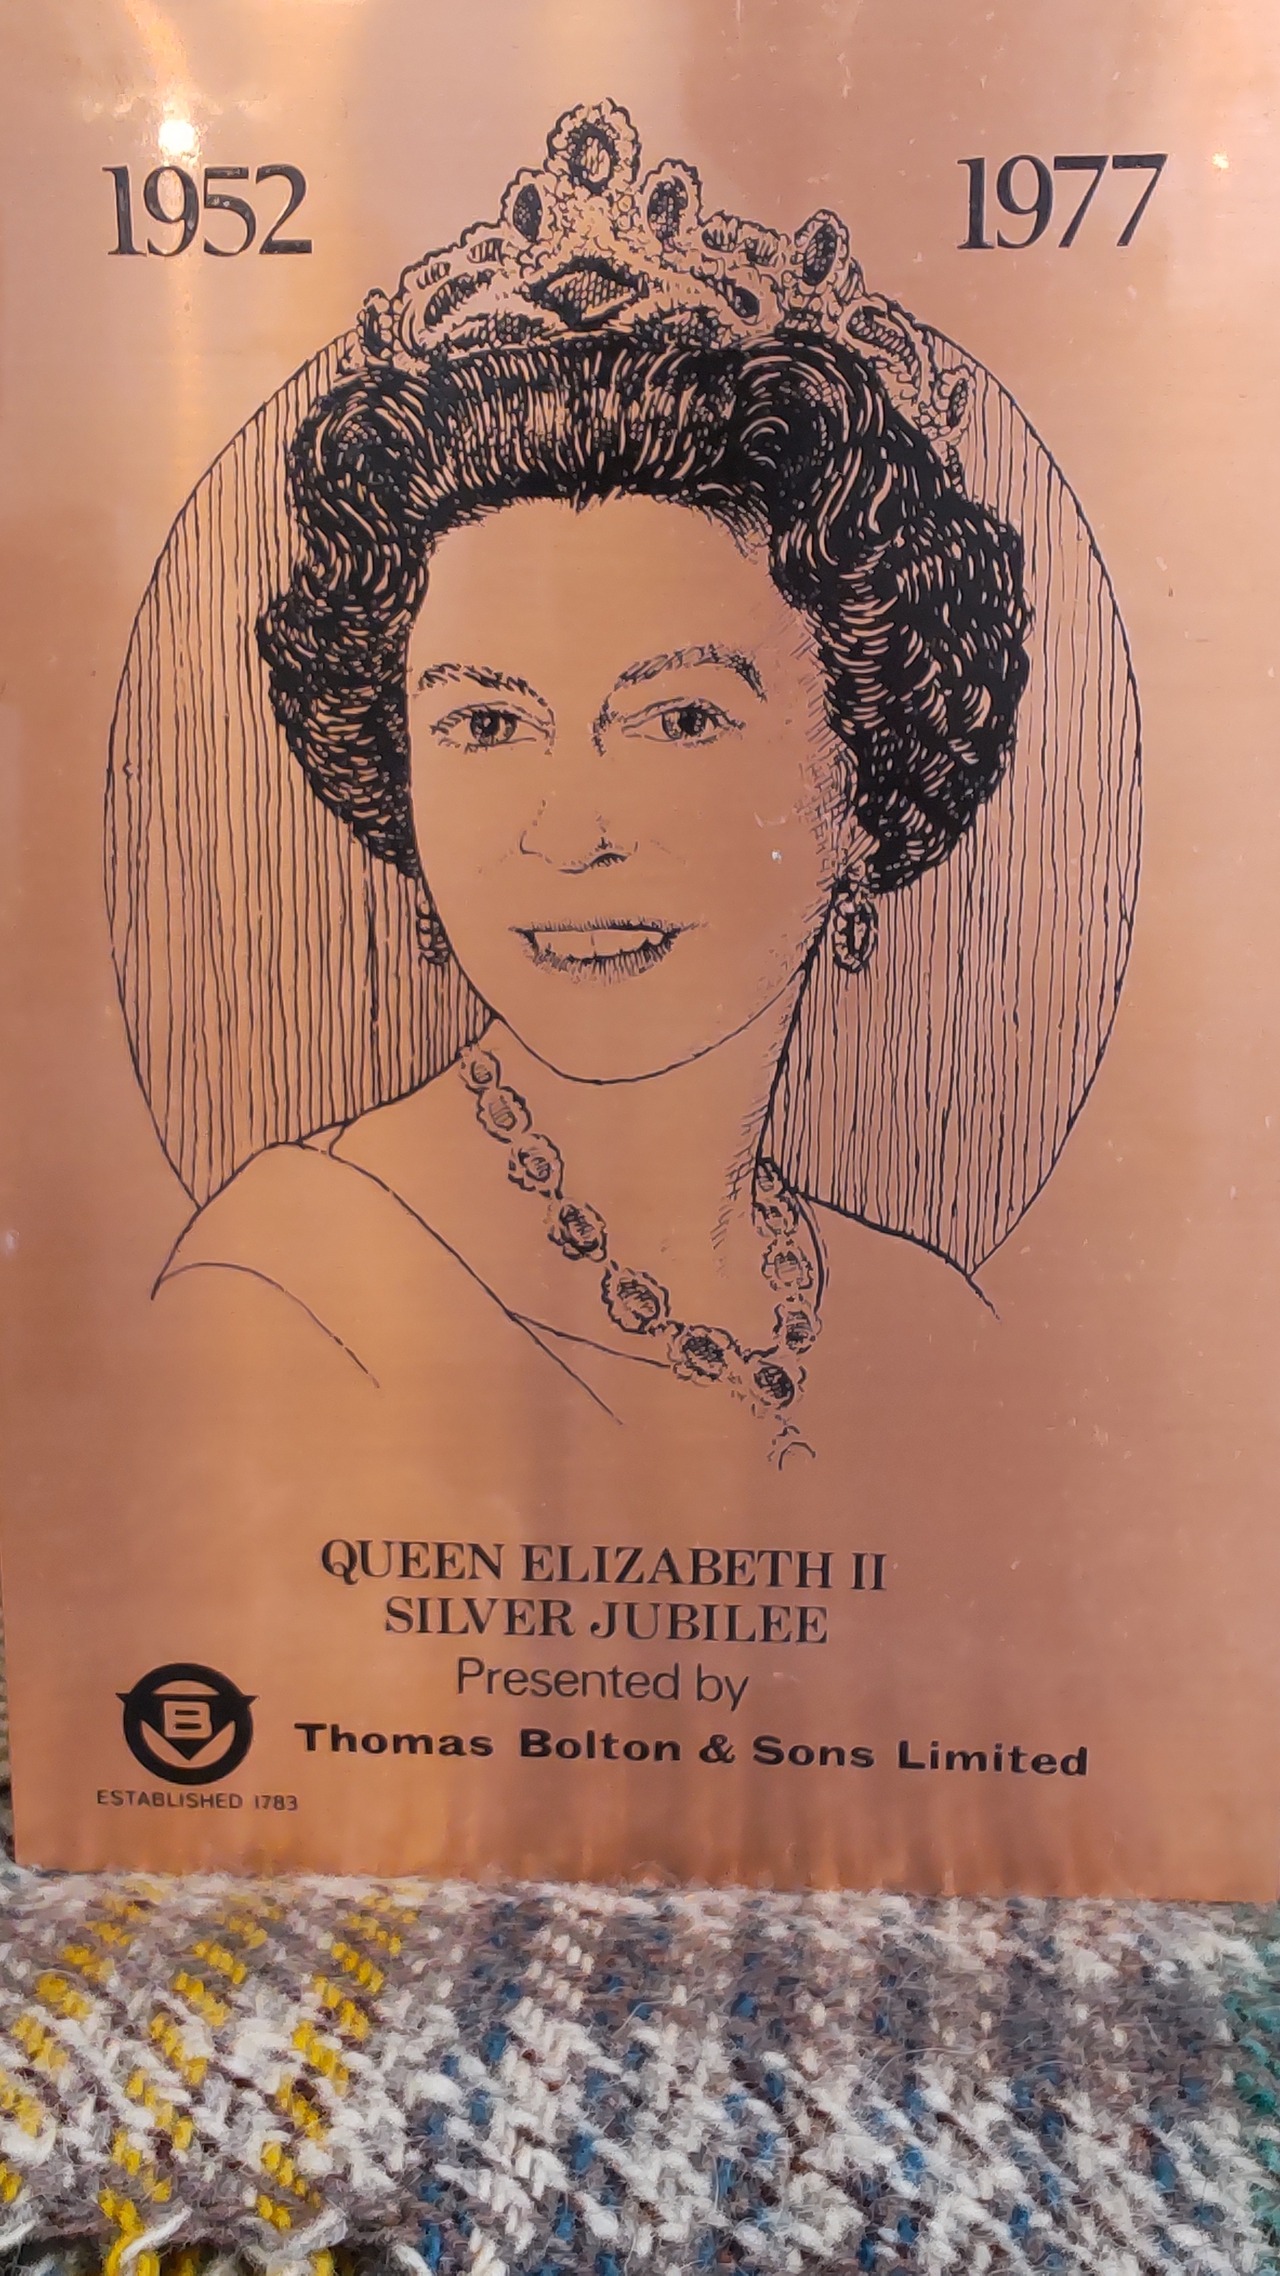 1952 1977
QUEEN ELIZABETH II
SILVER JUBILEE
Presented by
B
Thomas Bolton & Sons Limited
ESTABLISHED 1783